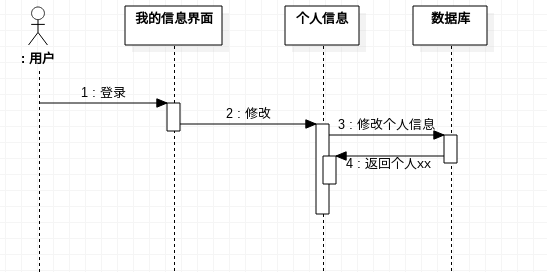 我的信息界面
个人信息
数据库
: 用户
1 : 登录
2 : 修改
3 : 修改个人信息
4 : 返回个人xx